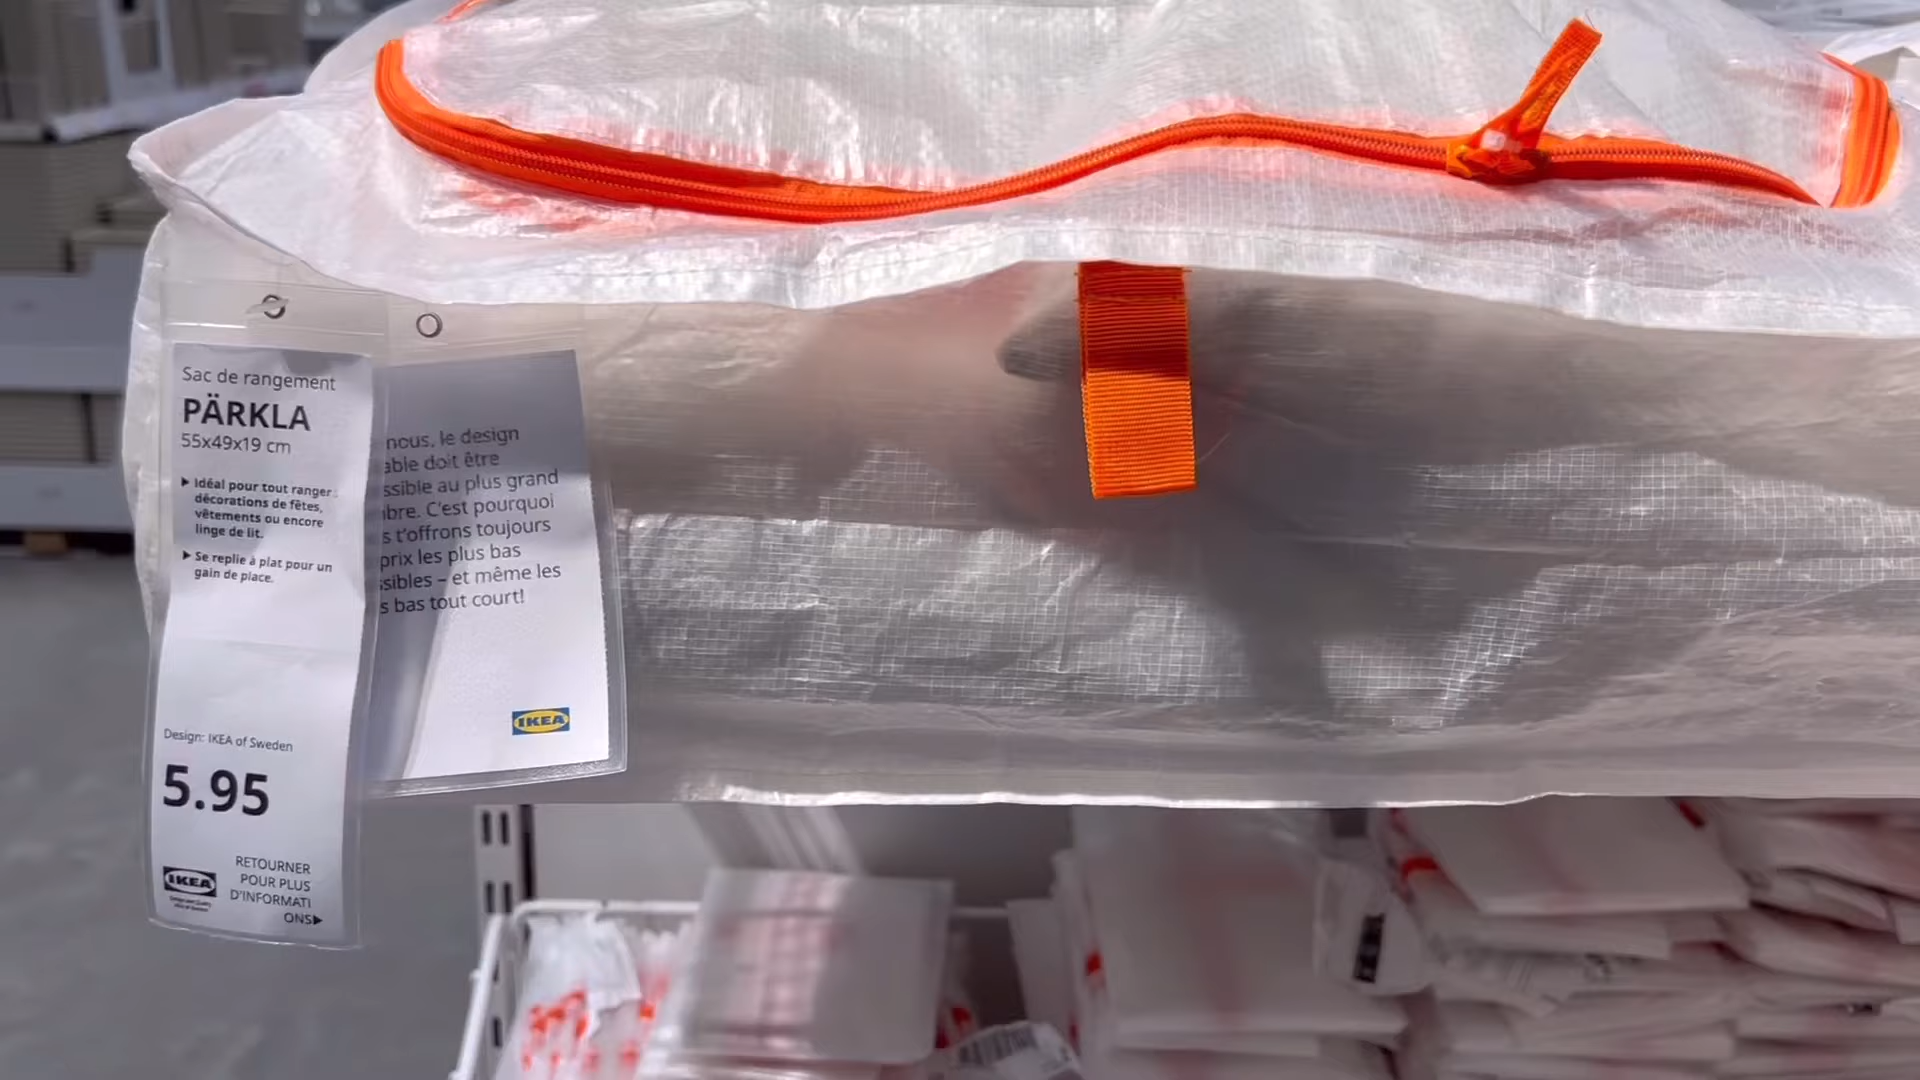 Sac de rangement
PÄRKLA
55x49x19 cm
▶ Idéal pour tout ranger :
décorations de fêtes,
vêtements ou encore
linge de lit.
▶ Se replie à plat pour un
gain de place.
Design: IKEA of Sweden
5.95
IKEA
RETOURNER
POUR PLUS
D'INFORMATI
ONS▶
nous, le design
able doit être
ssible au plus grand
bre. C'est pourquoi
s t'offrons toujours
prix les plus bas
sibles – et même les
s bas tout court!
IKEA